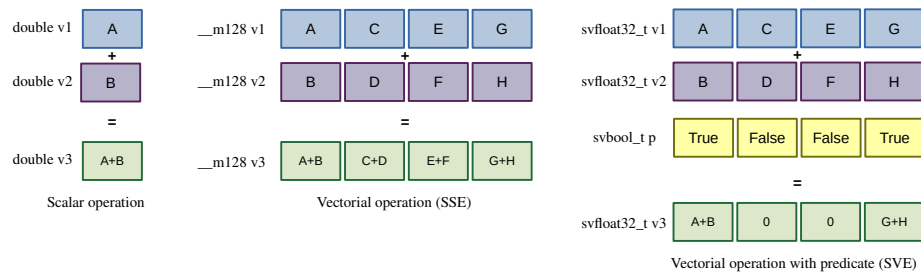 double v1 A
+
double v2 B
=
double v3 A+B
Scalar operation
__m128 v1 A C E G
+
__m128 v2 B D F H
=
__m128 v3 A+B C+D E+F G+H
Vectorial operation (SSE)
svfloat32_t v1 A C E G
+
svfloat32_t v2 B D F H
svbool_t p True False False True
=
svfloat32_t v3 A+B 0 0 G+H
Vectorial operation with predicate (SVE)